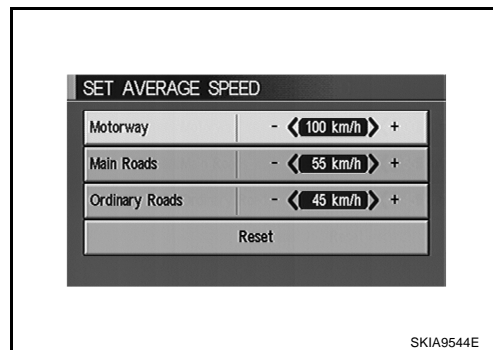 SET AVERAGE SPEED
Motorway - 100 km/h +
Main Roads - 55 km/h +
Ordinary Roads - 45 km/h +
Reset
SKIA9544E